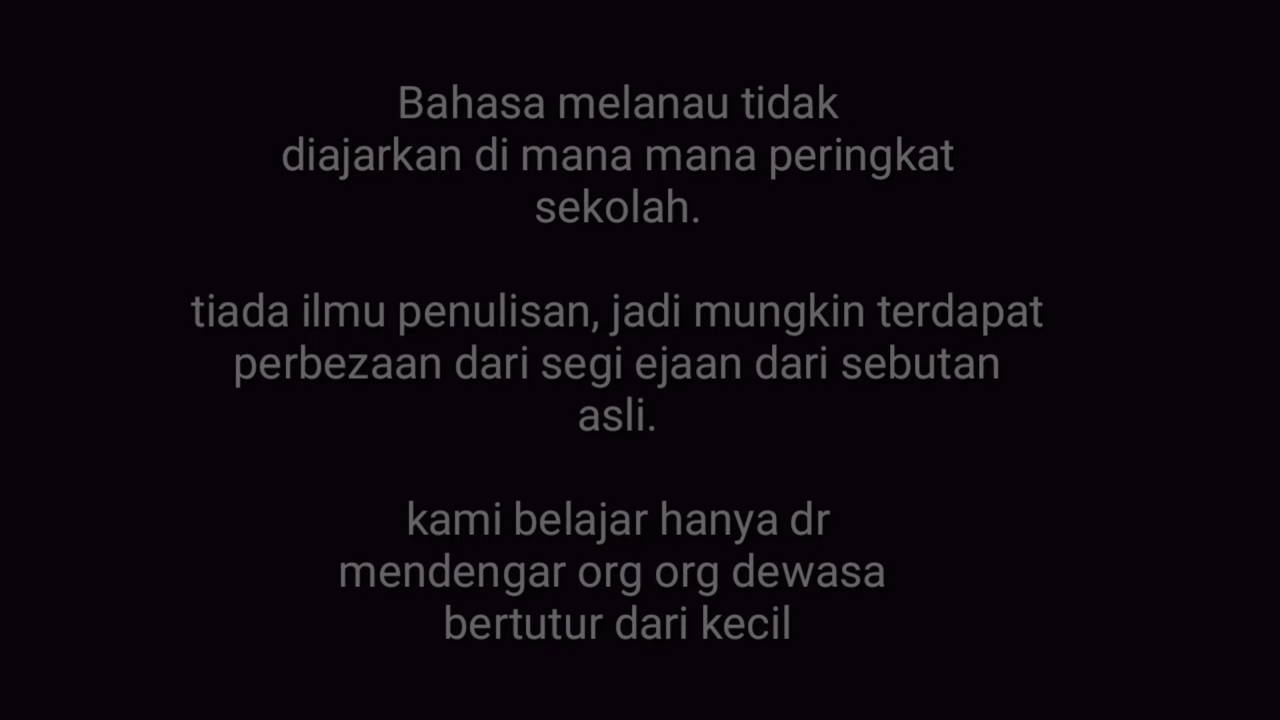 Bahasa melanau tidak
diajarkan di mana mana peringkat
sekolah.
tiada ilmu penulisan, jadi mungkin terdapat
perbezaan dari segi ejaan dari sebutan
asli.
kami belajar hanya dr
mendengar org org dewasa
bertutur dari kecil